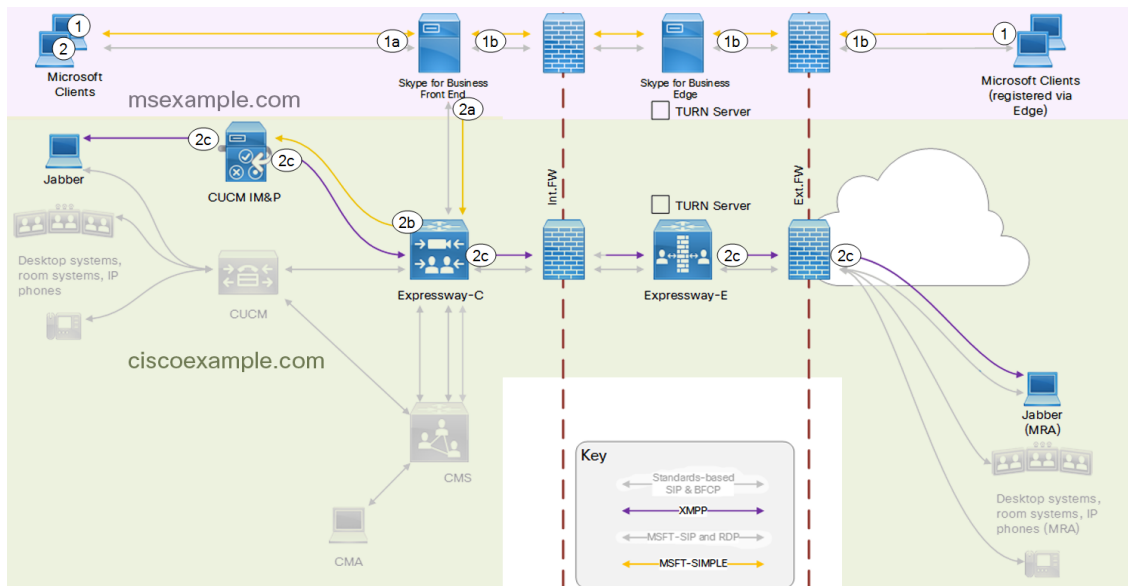 1
2
1a
1b
1b
1b
1
Microsoft
Clients
Skype for Business
Front End
Skype for Business
Edge
Microsoft Clients
(registered via
Edge)
msexample.com
2a
TURN Server
2c
2c
Jabber
CUCM IM&P
Int.FW
Ext.FW
TURN Server
2b
2c
2c
2c
Desktop systems,
room systems, IP
phones
CUCM
Expressway-C
Expressway-E
ciscoexample.com
Jabber
(MRA)
CMS
CMA
Key
Standards-based
SIP & BFCP
XMPP
MSFT-SIP and RDP
MSFT-SIMPLE
Desktop systems,
room systems, IP
phones (MRA)